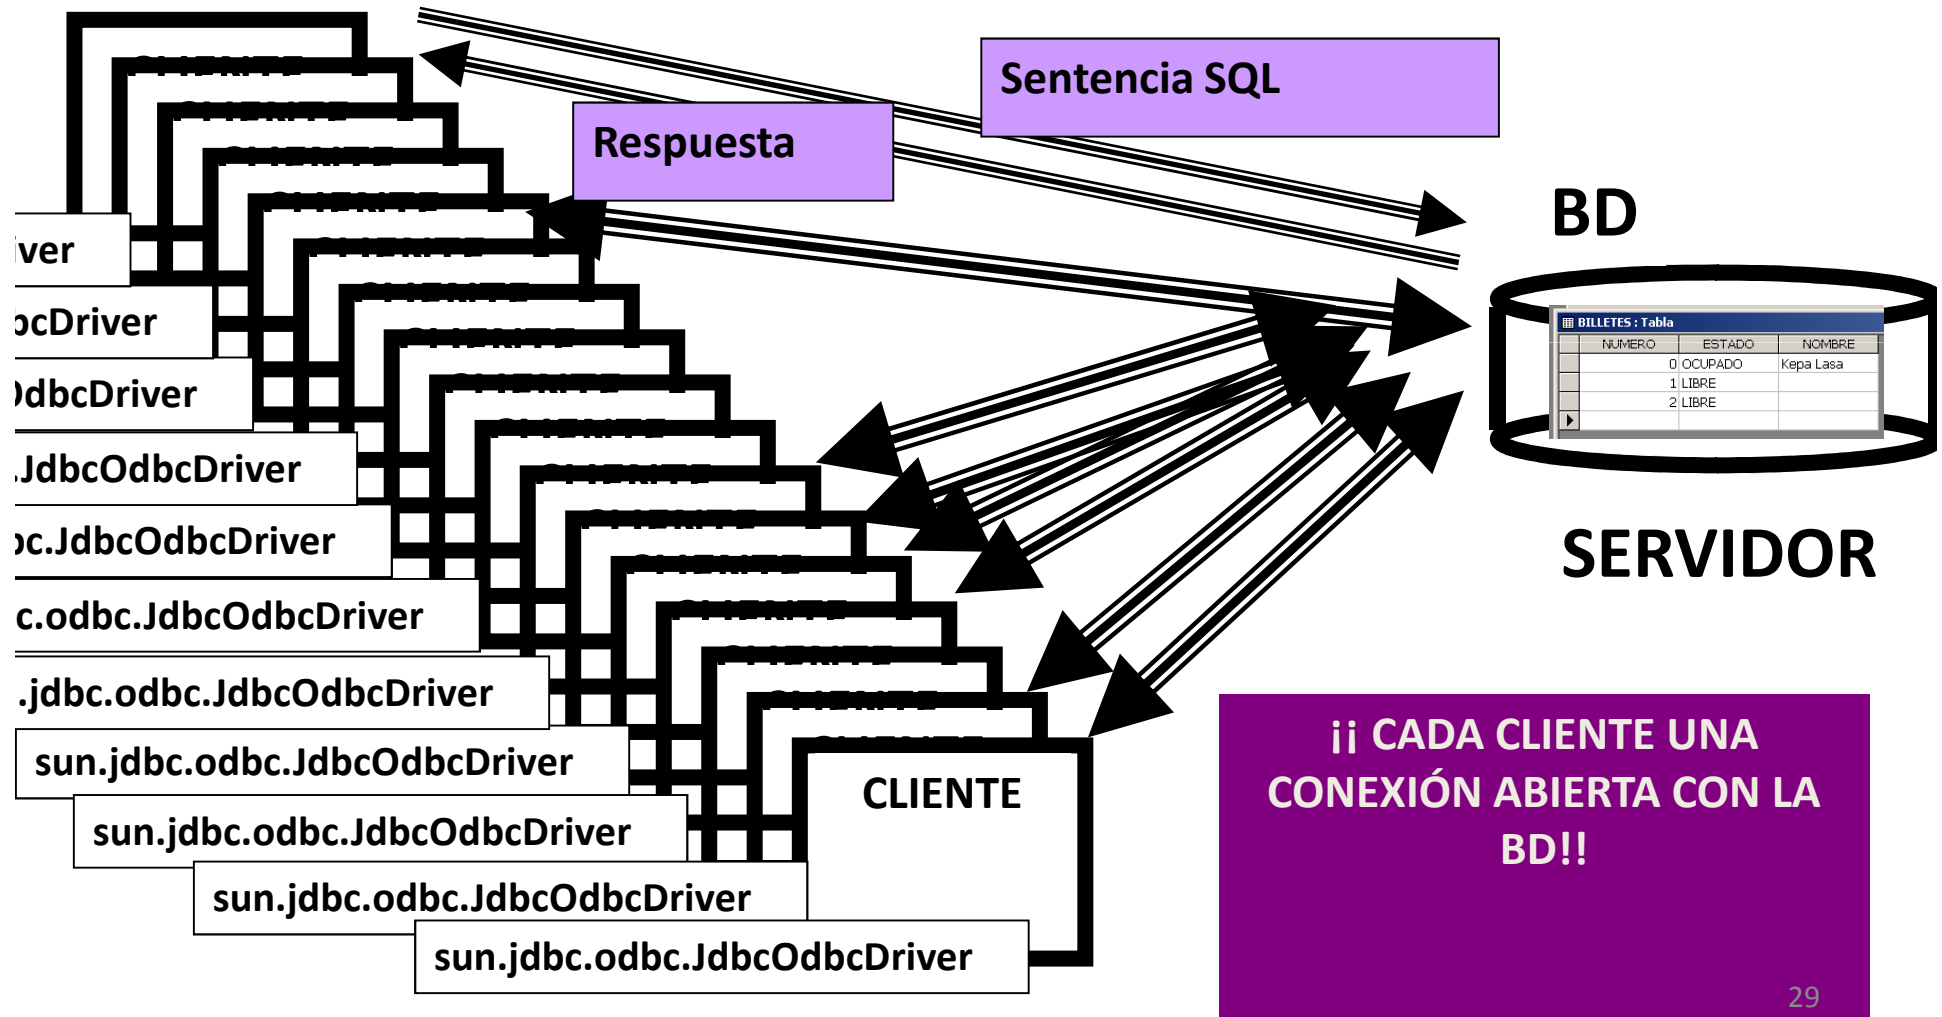 Sentencia SQL
Respuesta
BD
BILLETES : Tabla
NUMERO ESTADO NOMBRE
0 OCUPADO Kepa Lasa
1 LIBRE
2 LIBRE
SERVIDOR
iver
bcDriver
OdbcDriver
.JdbcOdbcDriver
bc.JdbcOdbcDriver
c.odbc.JdbcOdbcDriver
.jdbc.odbc.JdbcOdbcDriver
sun.jdbc.odbc.JdbcOdbcDriver
sun.jdbc.odbc.JdbcOdbcDriver
sun.jdbc.odbc.JdbcOdbcDriver
sun.jdbc.odbc.JdbcOdbcDriver
CLIENTE
¡¡ CADA CLIENTE UNA
CONEXIÓN ABIERTA CON LA
BD!!
29